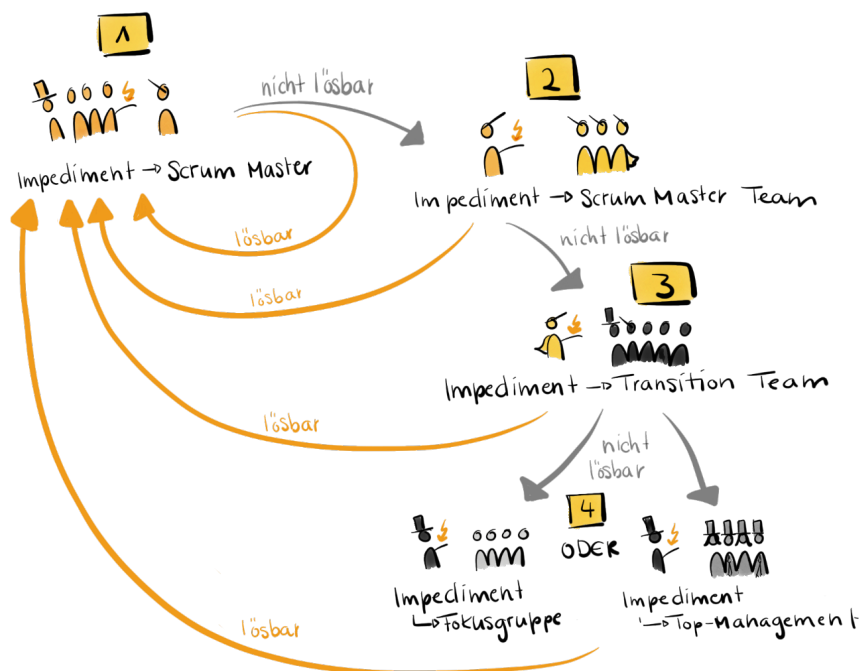 1
nicht lösbar
Impediment → Scrum Master
lösbar
2
Impediment → Scrum Master Team
nicht lösbar
lösbar
3
Impediment → Transition Team
lösbar
nicht
lösbar
4
ODER
Impediment
↳ Fokusgruppe
Impediment
↳ Top-Management
lösbar